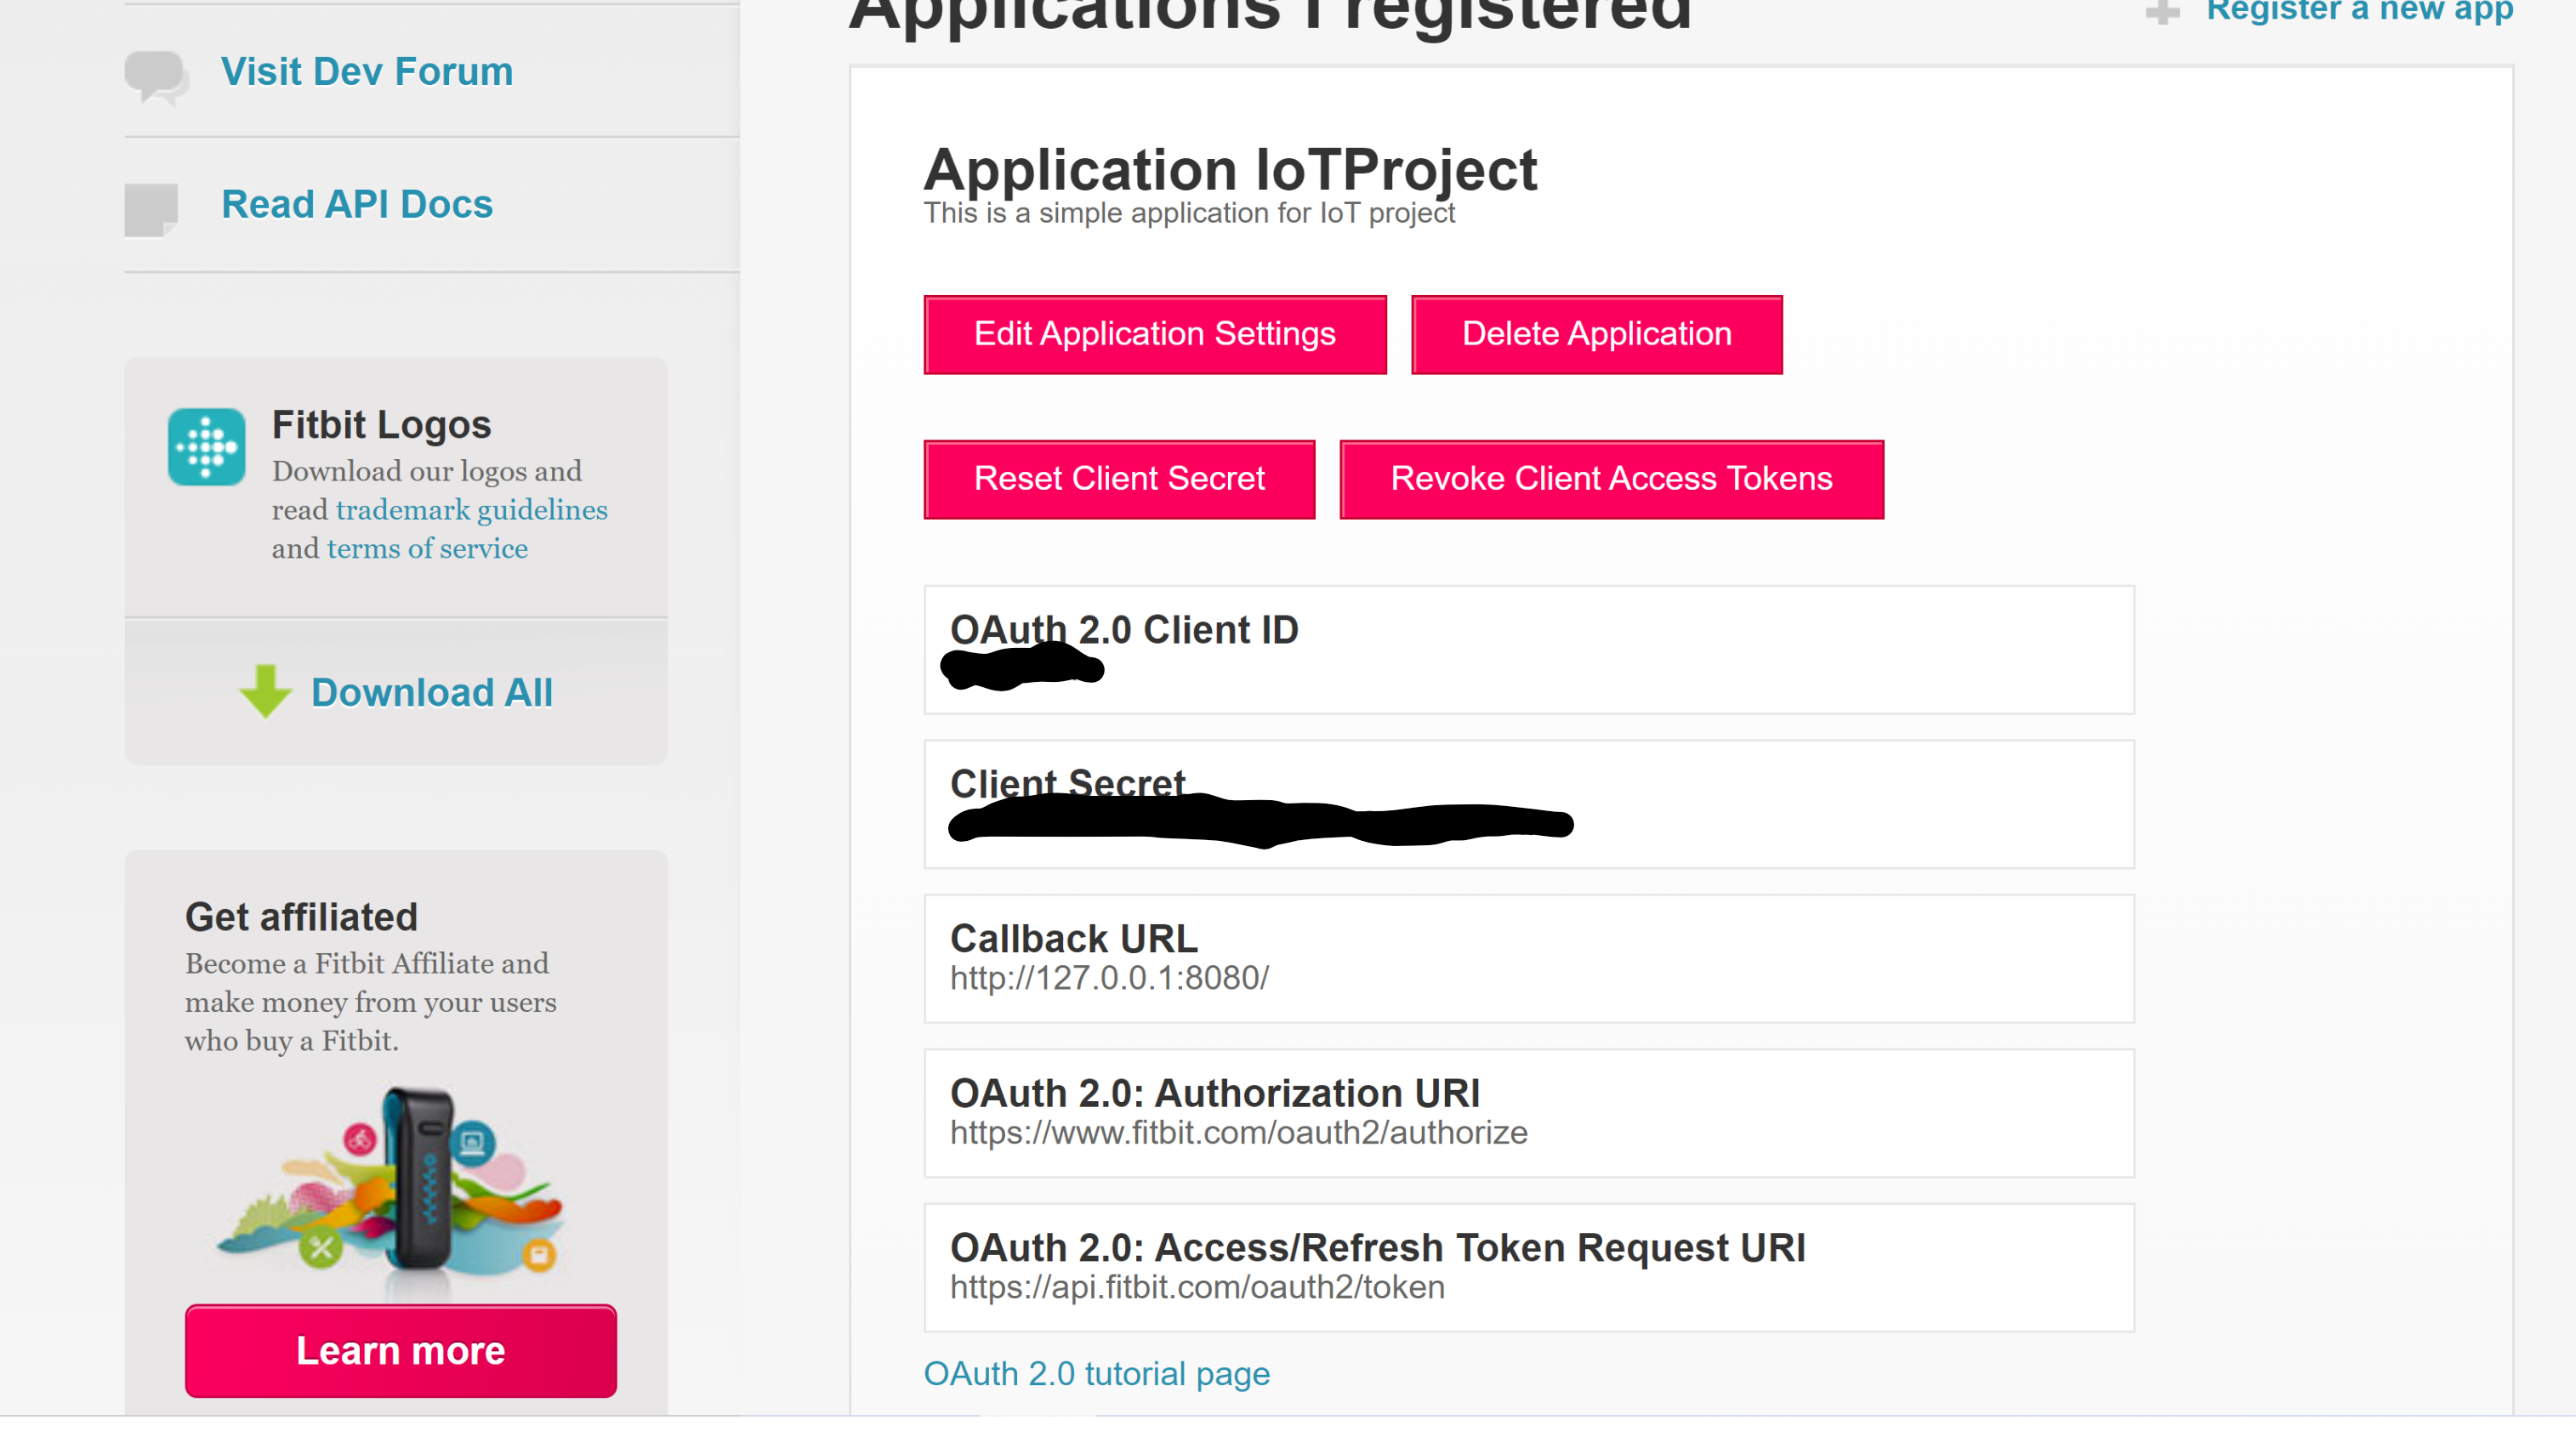 Applications I registered
Register a new app
Visit Dev Forum
Read API Docs
Fitbit Logos
Download our logos and
read trademark guidelines
and terms of service
Download All
Get affiliated
Become a Fitbit Affiliate and
make money from your users
who buy a Fitbit.
Learn more
Application IoTProject
This is a simple application for IoT project
Edit Application Settings
Delete Application
Reset Client Secret
Revoke Client Access Tokens
OAuth 2.0 Client ID
Client Secret
Callback URL
http://127.0.0.1:8080/
OAuth 2.0: Authorization URI
https://www.fitbit.com/oauth2/authorize
OAuth 2.0: Access/Refresh Token Request URI
https://api.fitbit.com/oauth2/token
OAuth 2.0 tutorial page